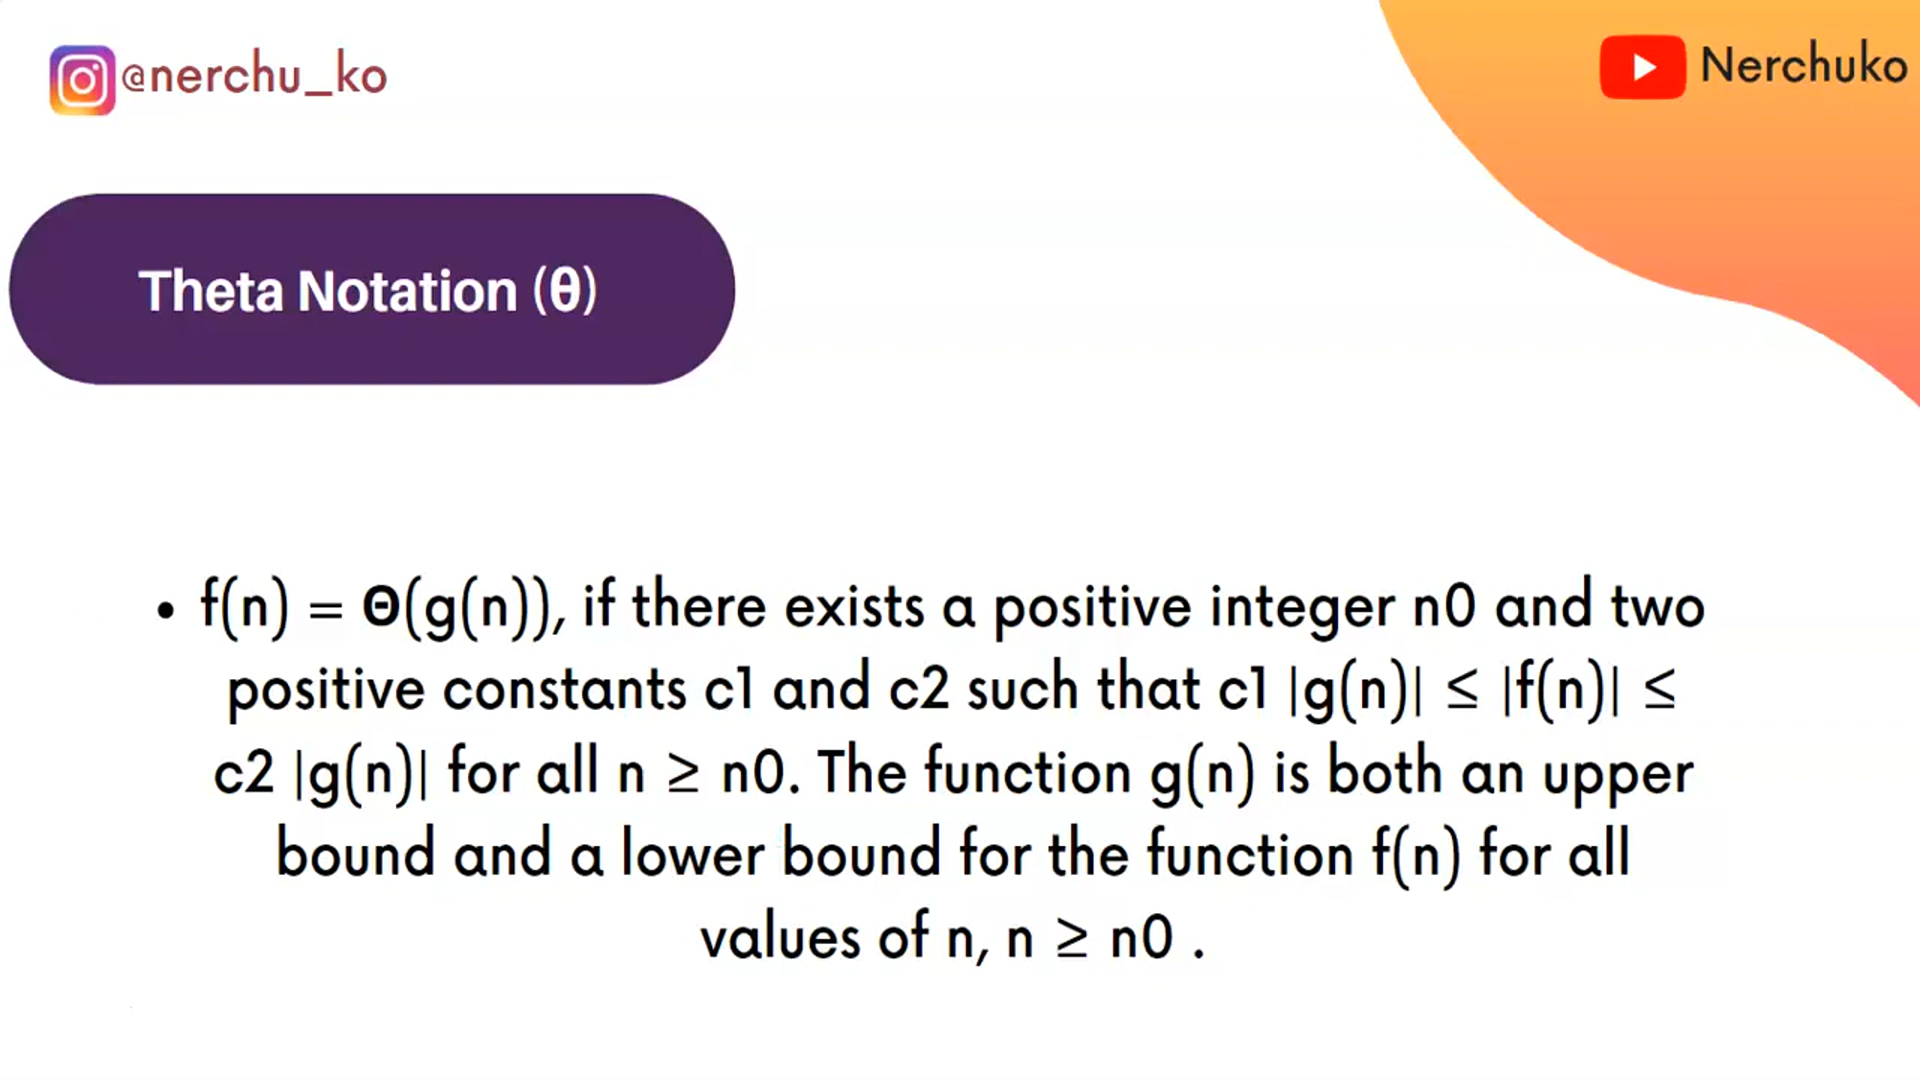 @nerchu_ko
Nerchuko
Theta Notation (θ)
• f(n) = Θ(g(n)), if there exists a positive integer n0 and two
positive constants c1 and c2 such that c1 |g(n)| ≤ |f(n)| ≤
c2 |g(n)| for all n ≥ n0. The function g(n) is both an upper
bound and a lower bound for the function f(n) for all
values of n, n ≥ n0 .